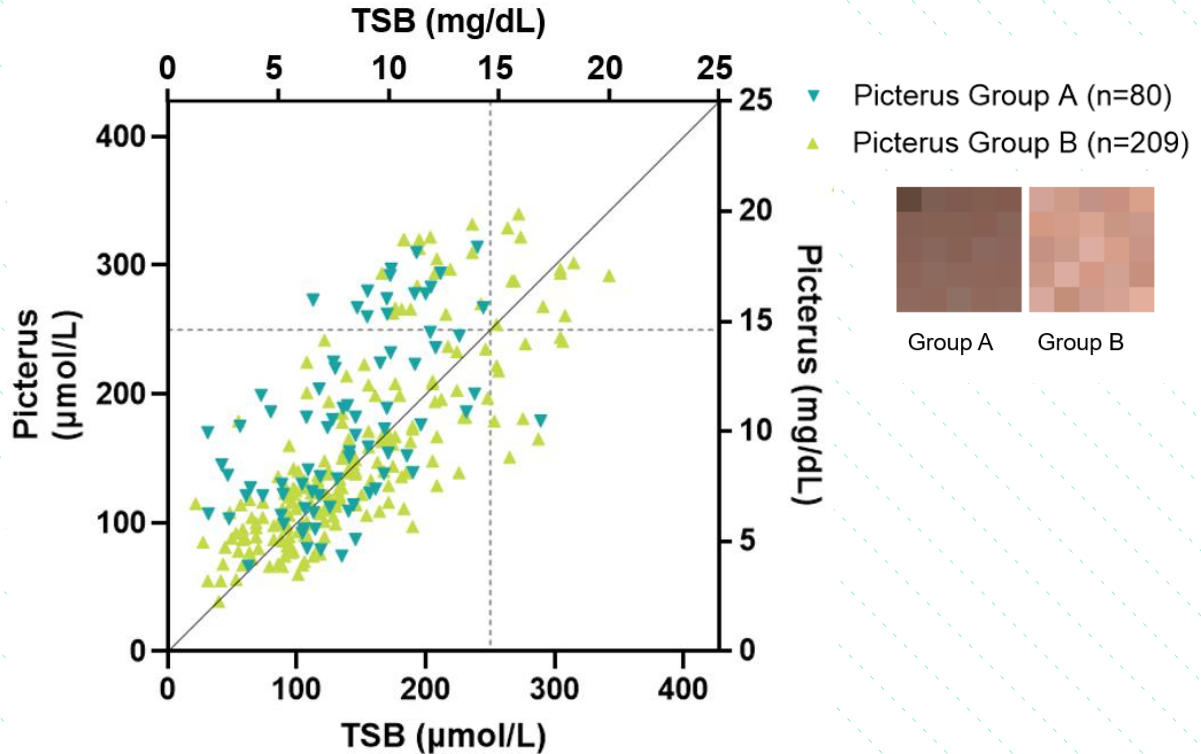 TSB (mg/dL)
0 5 10 15 20 25
Picterus Group A (n=80)
Picterus Group B (n=209)
Group A Group B
Picterus
(µmol/L)
400
300
200
100
0
25
20
15
10
5
0
Picterus (mg/dL)
0 100 200 300 400
TSB (µmol/L)